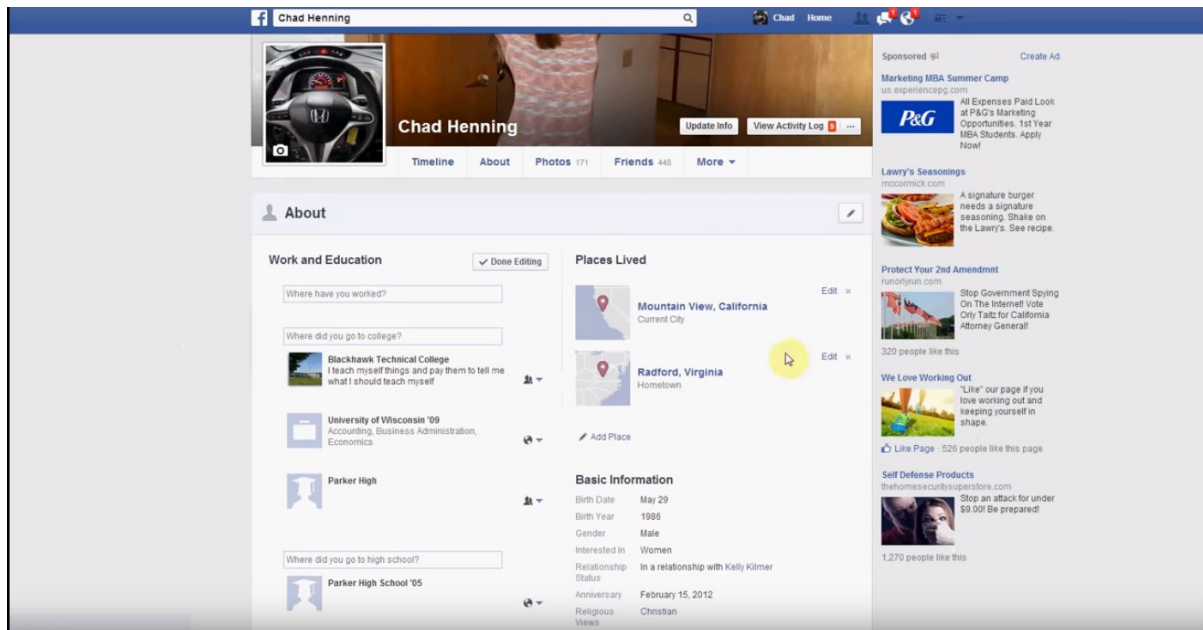 Chad Henning
Chad Home
1
1
Chad Henning
Update Info
View Activity Log 9 ...
Timeline About Photos 171 Friends 448 More
About
Work and Education
Done Editing
Where have you worked?
Where did you go to college?
Blackhawk Technical College
I teach myself things and pay them to tell me
what I should teach myself
University of Wisconsin '09
Accounting, Business Administration,
Economics
Parker High
Where did you go to high school?
Parker High School '05
Places Lived
Mountain View, California
Current City
Edit ×
Radford, Virginia
Hometown
Edit ×
Add Place
Basic Information
Birth Date May 29
Birth Year 1986
Gender Male
Interested In Women
Relationship
Status
In a relationship with Kelly Kilmer
Anniversary February 15, 2012
Religious
Views
Christian
Sponsored
Create Ad
Marketing MBA Summer Camp
us.experiencepg.com
P&G
All Expenses Paid Look
at P&G's Marketing
Opportunities. 1st Year
MBA Students. Apply
Now!
Lawry's Seasonings
mccormick.com
A signature burger
needs a signature
seasoning. Shake on
the Lawry's. See recipe.
Protect Your 2nd Amendmnt
runorlyrun.com
Stop Government Spying
On The Internet! Vote
Orly Taitz for California
Attorney General!
320 people like this
We Love Working Out
"Like" our page if you
love working out and
keeping yourself in
shape.
Like Page · 526 people like this page
Self Defense Products
thehomesecuritysuperstore.com
Stop an attack for under
$9.00! Be prepared!
1,270 people like this